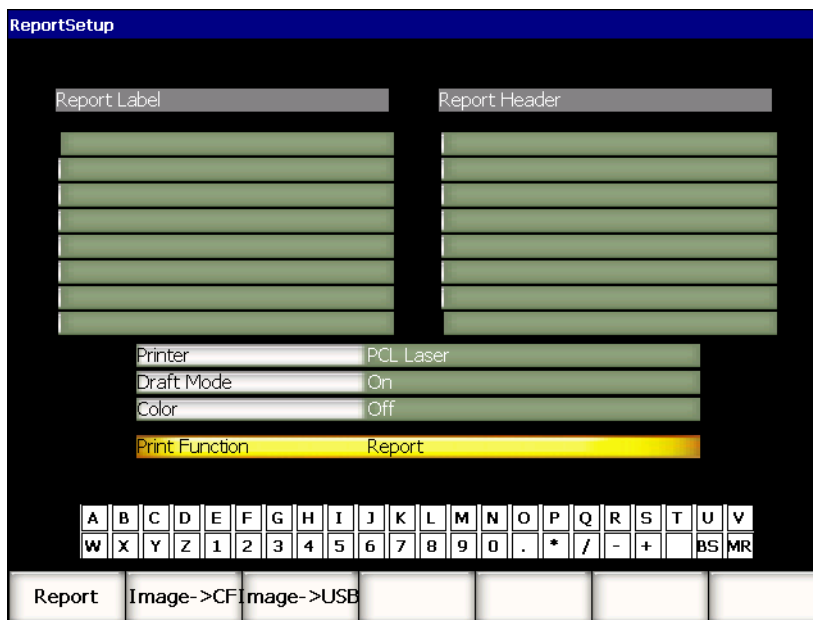 ReportSetup
Report Label Report Header
Printer PCL Laser
Draft Mode On
Color Off
Print Function Report
A B C D E F G H I J K L M N O P Q R S T U V
W X Y Z 1 2 3 4 5 6 7 8 9 0 . * / - + BS MR
Report Image->CF Image->USB